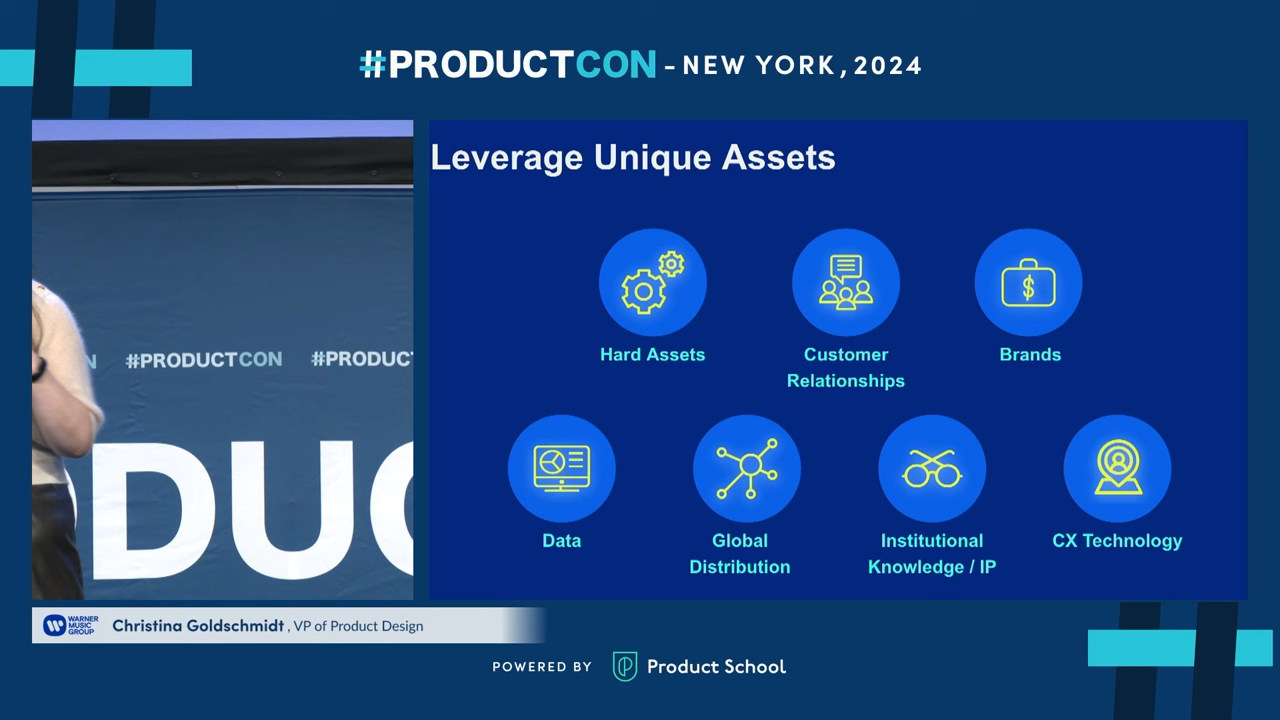 #PRODUCTCON - NEW YORK, 2024
Leverage Unique Assets
Hard Assets
Customer
Relationships
Brands
Data
Global
Distribution
Institutional
Knowledge / IP
CX Technology
N #PRODUCTCON #PRODUCT
DUC
WARNER
MUSIC
GROUP
Christina Goldschmidt, VP of Product Design
POWERED BY Product School